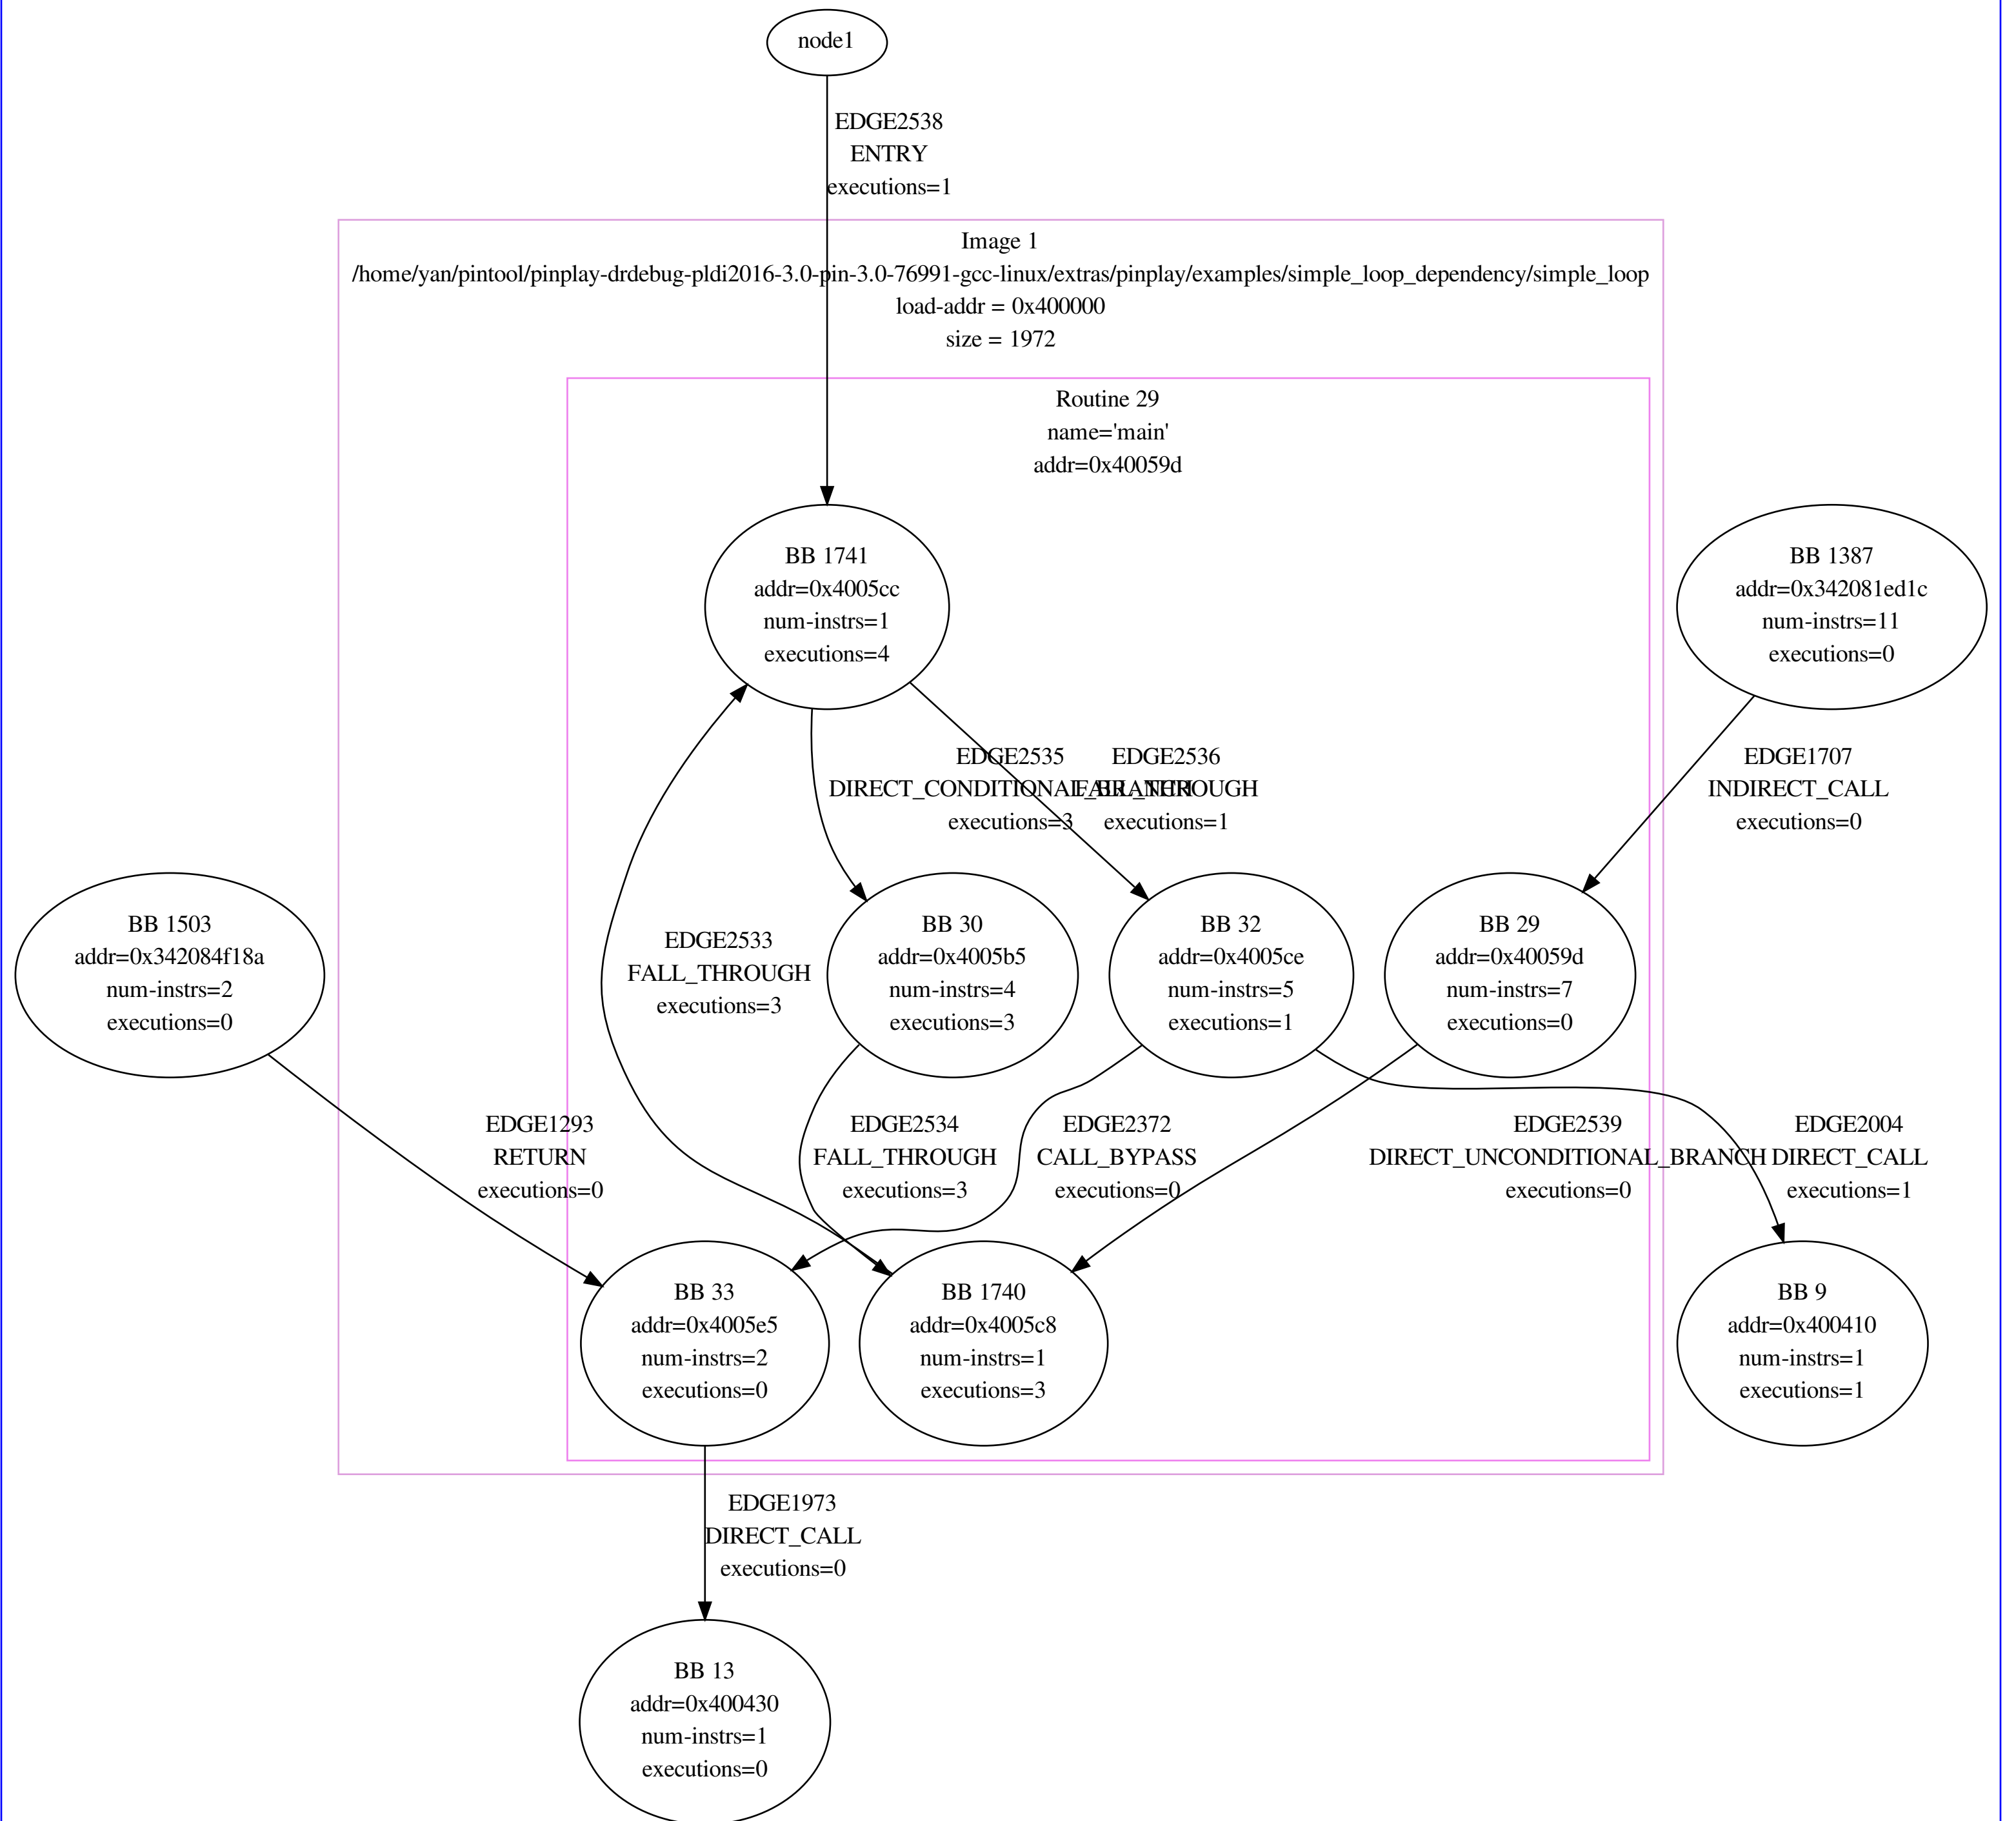 node1
EDGE2538
ENTRY
executions=1
Image 1
/home/yan/pintool/pinplay-drdebug-pldi2016-3.0-pin-3.0-76991-gcc-linux/extras/pinplay/examples/simple_loop_dependency/simple_loop
load-addr = 0x400000
size = 1972
Routine 29
name='main'
addr=0x40059d
BB 1741
addr=0x4005cc
num-instrs=1
executions=4
BB 1387
addr=0x342081ed1c
num-instrs=11
executions=0
EDGE2535
DIRECT_CONDITIONAL_BRANCH
executions=3
EDGE2536
FALL_THROUGH
executions=1
EDGE1707
INDIRECT_CALL
executions=0
BB 1503
addr=0x342084f18a
num-instrs=2
executions=0
EDGE2533
FALL_THROUGH
executions=3
BB 30
addr=0x4005b5
num-instrs=4
executions=3
BB 32
addr=0x4005ce
num-instrs=5
executions=1
BB 29
addr=0x40059d
num-instrs=7
executions=0
EDGE1293
RETURN
executions=0
EDGE2534
FALL_THROUGH
executions=3
EDGE2372
CALL_BYPASS
executions=0
EDGE2539
DIRECT_UNCONDITIONAL_BRANCH
executions=0
EDGE2004
DIRECT_CALL
executions=1
BB 33
addr=0x4005e5
num-instrs=2
executions=0
BB 1740
addr=0x4005c8
num-instrs=1
executions=3
BB 9
addr=0x400410
num-instrs=1
executions=1
EDGE1973
DIRECT_CALL
executions=0
BB 13
addr=0x400430
num-instrs=1
executions=0